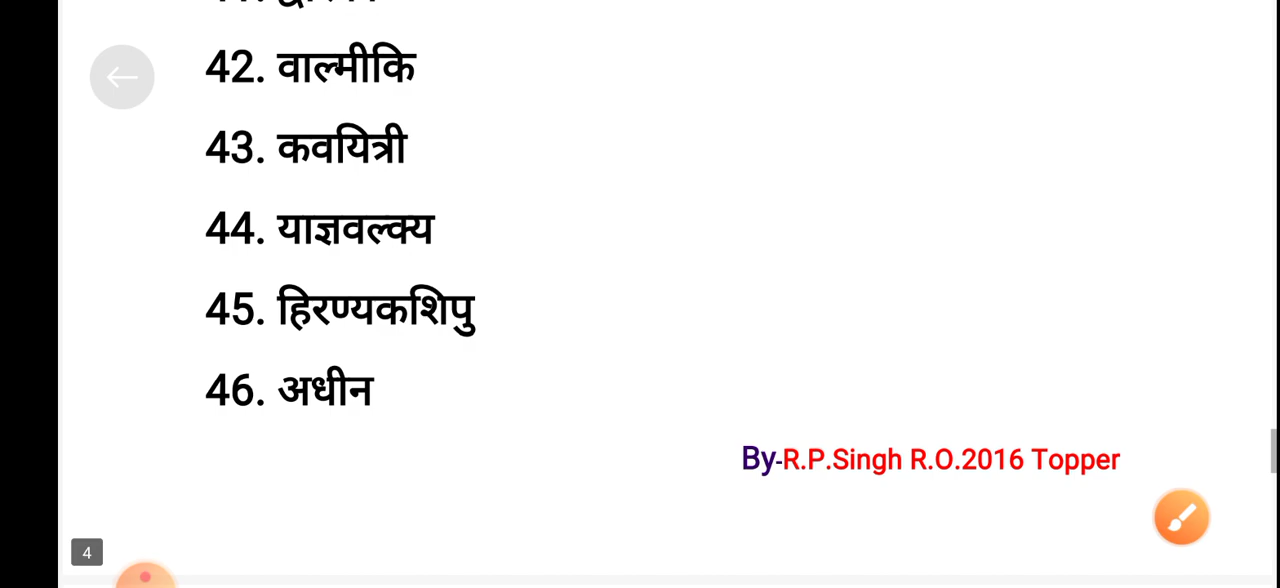 42. वाल्मीकि
43. कवयित्री
44. याज्ञवल्क्य
45. हिरण्यकशिपु
46. अधीन
By-R.P.Singh R.O.2016 Topper
4